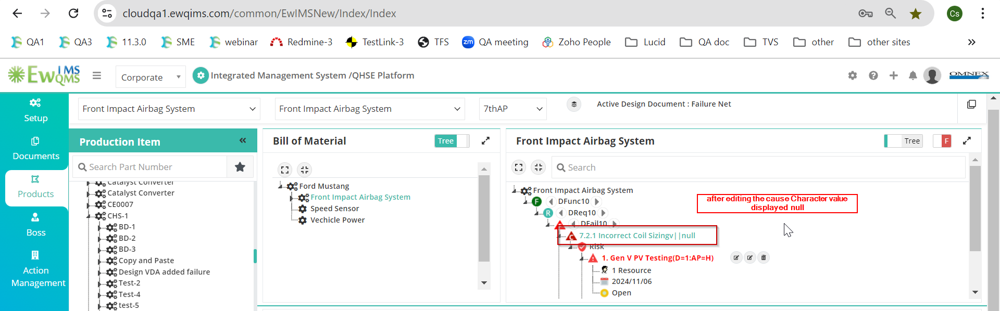 cloudqa1.ewqims.com/common/EwIMSNew/Index/Index
Cs
QA1 QA3 11.3.0 SME webinar Redmine-3 TestLink-3 TFS zm QA meeting Zoho People Lucid QA doc TVS other other sites »
EwIMS QMS Corporate Integrated Management System /QHSE Platform OMNEX
Setup
Documents
Products
Boss
Action
Management
Front Impact Airbag System Front Impact Airbag System 7thAP Active Design Document : Failure Net
Production Item «
Search Part Number
Catalyst Converter
Catalyst Converter
CE0007
CHS-1
BD-1
BD-2
BD-3
Copy and Paste
Design VDA added failure
Test-2
Test-4
test-5
Bill of Material Tree
Ford Mustang
Front Impact Airbag System
Speed Sensor
Vechicle Power
Front Impact Airbag System Tree F
Search
Front Impact Airbag System
F DFunc10
R DReq10
DFail10
C 7.2.1 Incorrect Coil Sizingv||null
Risk
1. Gen V PV Testing(D=1:AP=H)
1 Resource
2024/11/06
Open
after editing the cause Character value
displayed null